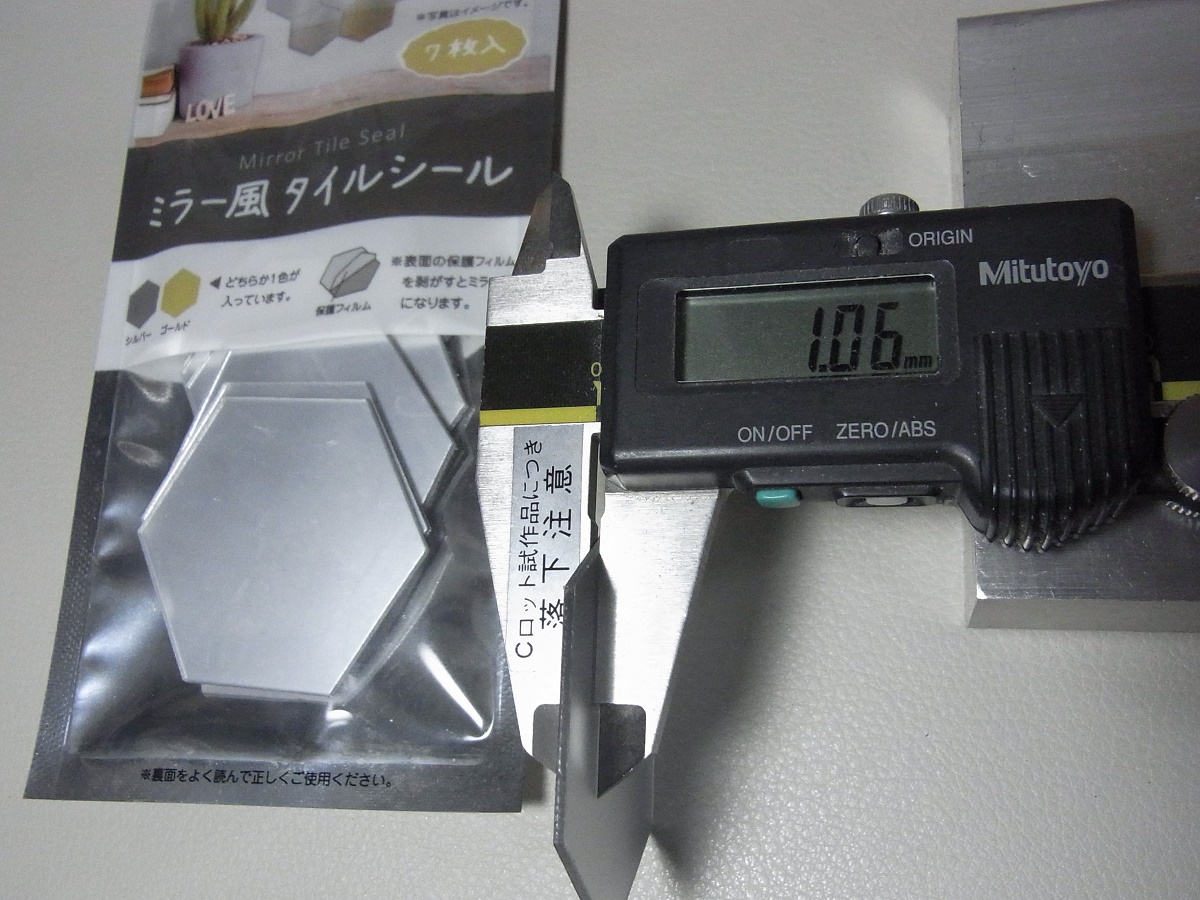 ※写真はイメージです。
7枚入
LOVE
Mirror Tile Seal
ミラー風タイルシール
シルバー
ゴールド
◀どちらか1色が
入っています。
保護フィルム
※表面の保護フィルム
を剥がすとミラ
になります。
※裏面をよく読んで正しくご使用ください。
Cロット試作品につき
落下注意
0
ORIGIN
Mitutoyo
1.06mm
ON/OFF ZERO/ABS